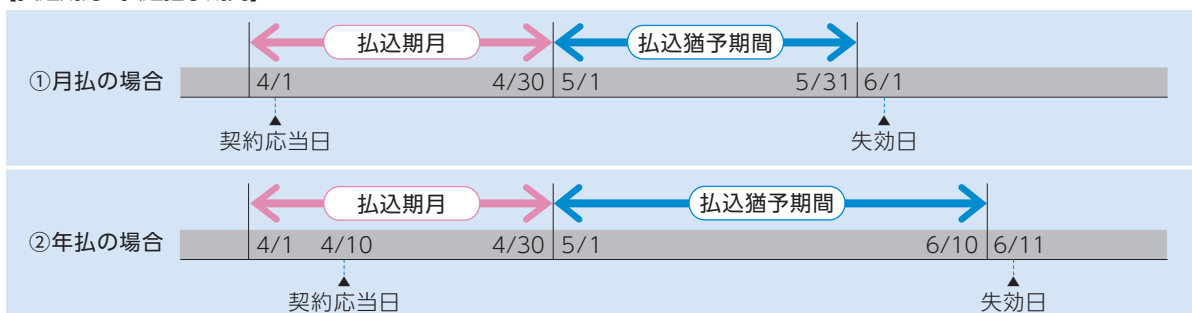 払込期月 払込猶予期間
①月払の場合 4/1 4/30 5/1 5/31 6/1
契約応当日 失効日
払込期月 払込猶予期間
②年払の場合 4/1 4/10 4/30 5/1 6/10 6/11
契約応当日 失効日